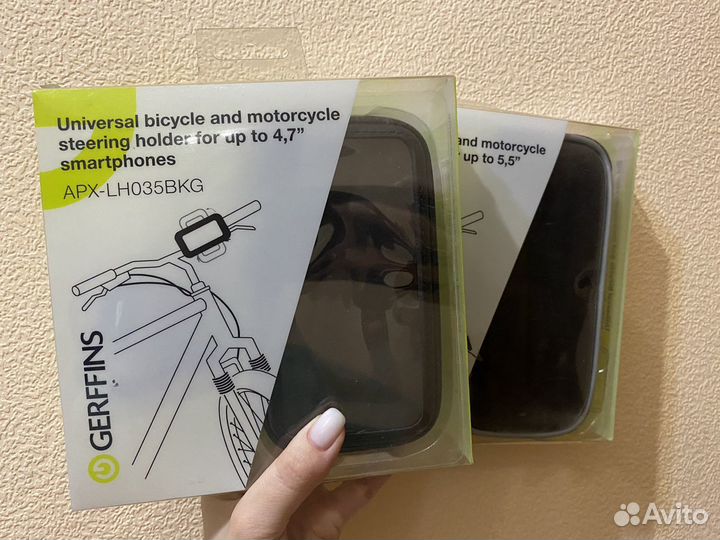 Universal bicycle and motorcycle
steering holder for up to 4,7”
smartphones
APX-LH035BKG
GERFFINS
and motorcycle
up to 5,5”
Avito